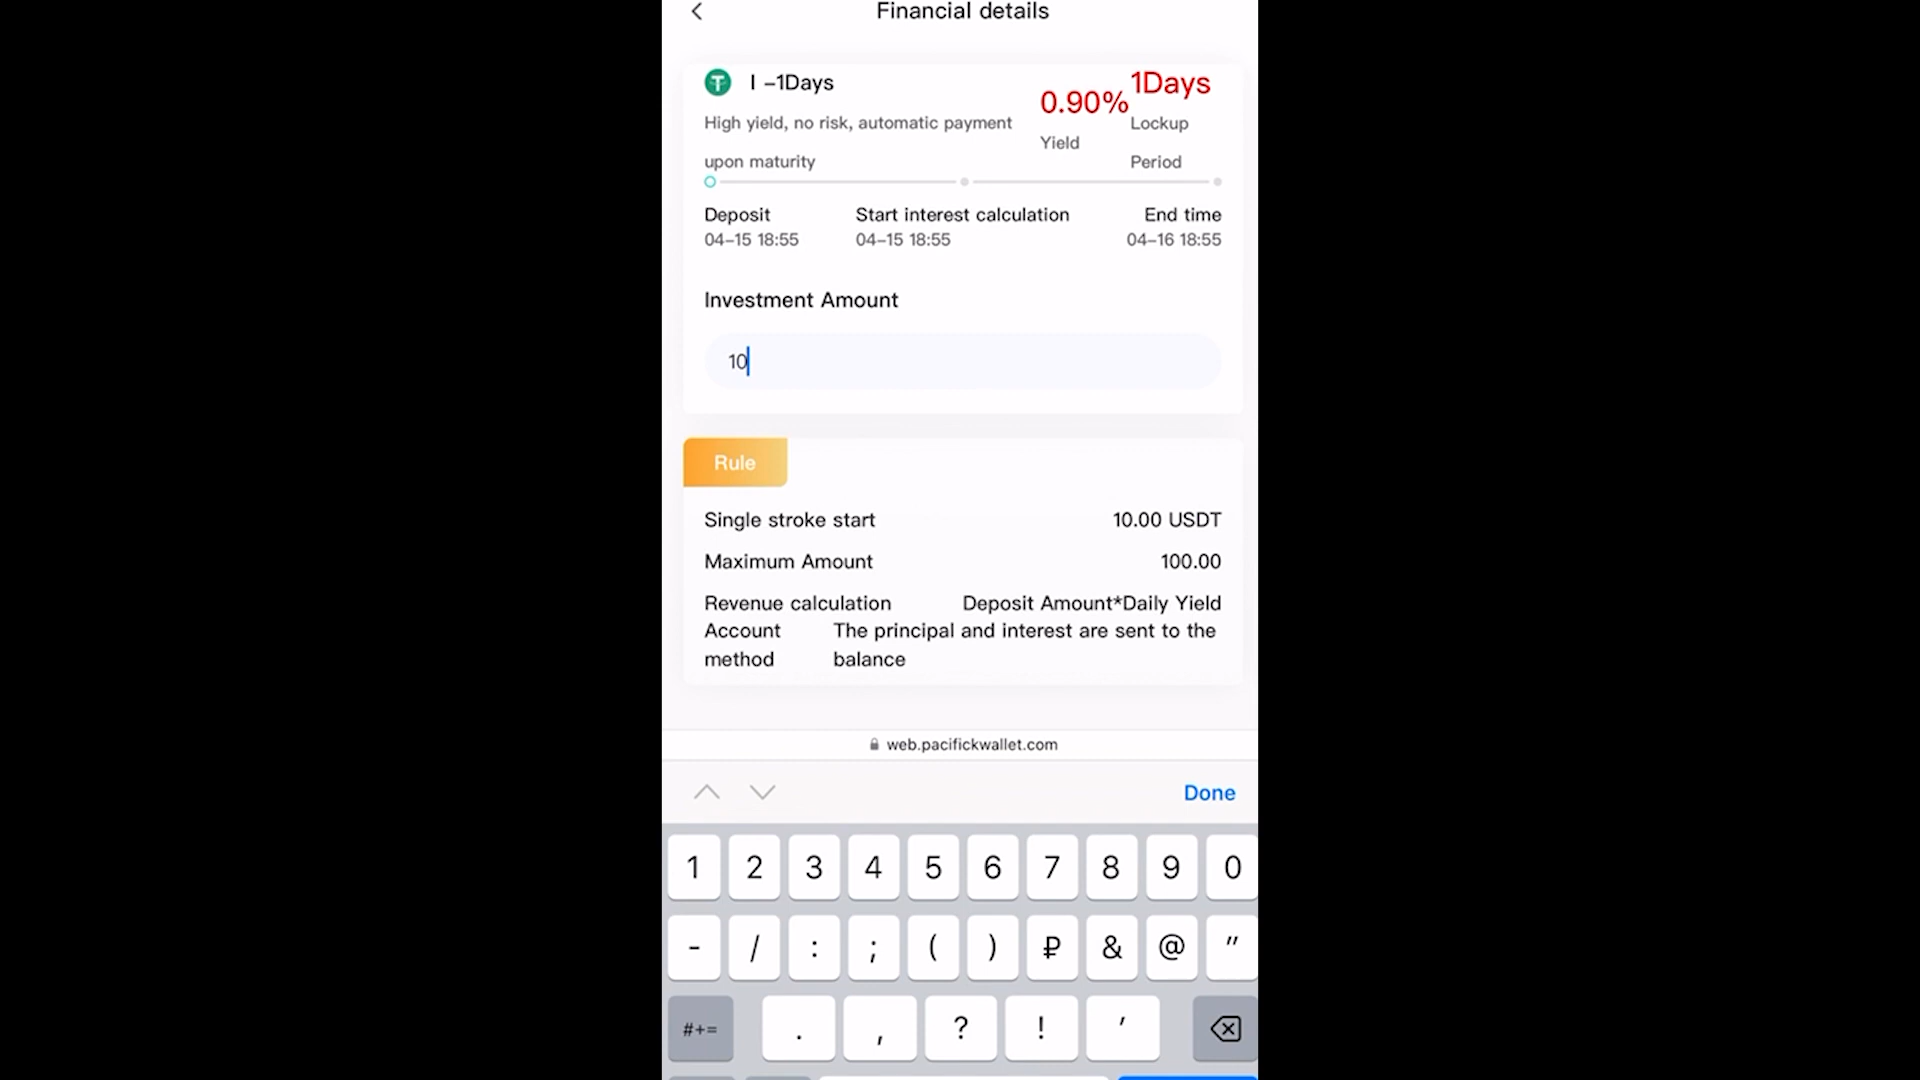 Financial details
I –1Days
0.90%
1Days
High yield, no risk, automatic payment
upon maturity
Yield
Lockup
Period
Deposit
Start interest calculation
End time
04–15 18:55
04–15 18:55
04–16 18:55
Investment Amount
10
Rule
Single stroke start 10.00 USDT
Maximum Amount 100.00
Revenue calculation Deposit Amount*Daily Yield
Account The principal and interest are sent to the
method balance
web.pacifickwallet.com
Done
1 2 3 4 5 6 7 8 9 0
- / : ; ( ) ₽ & @ "
#+= . , ? ! '